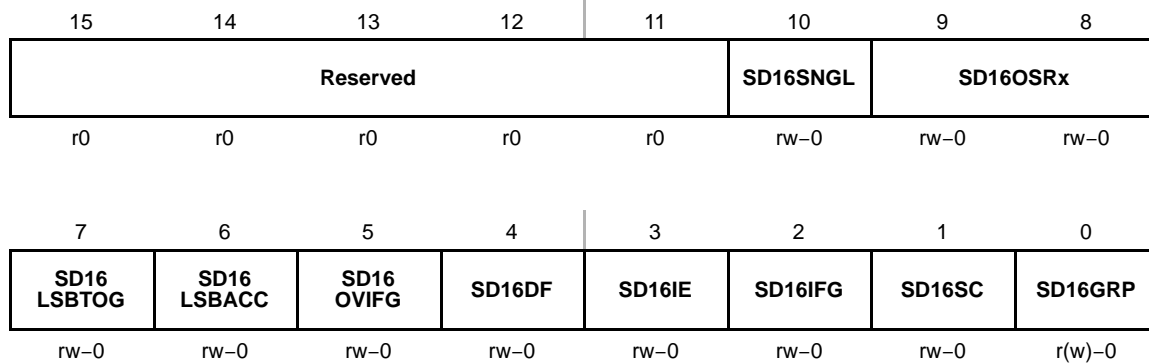 15 14 13 12 11 10 9 8
Reserved SD16SNGL SD16OSRx
r0 r0 r0 r0 r0 rw−0 rw−0 rw−0
7 6 5 4 3 2 1 0
SD16 LSBTOG SD16 LSBACC SD16 OVIFG SD16DF SD16IE SD16IFG SD16SC SD16GRP
rw−0 rw−0 rw−0 rw−0 rw−0 rw−0 rw−0 r(w)−0